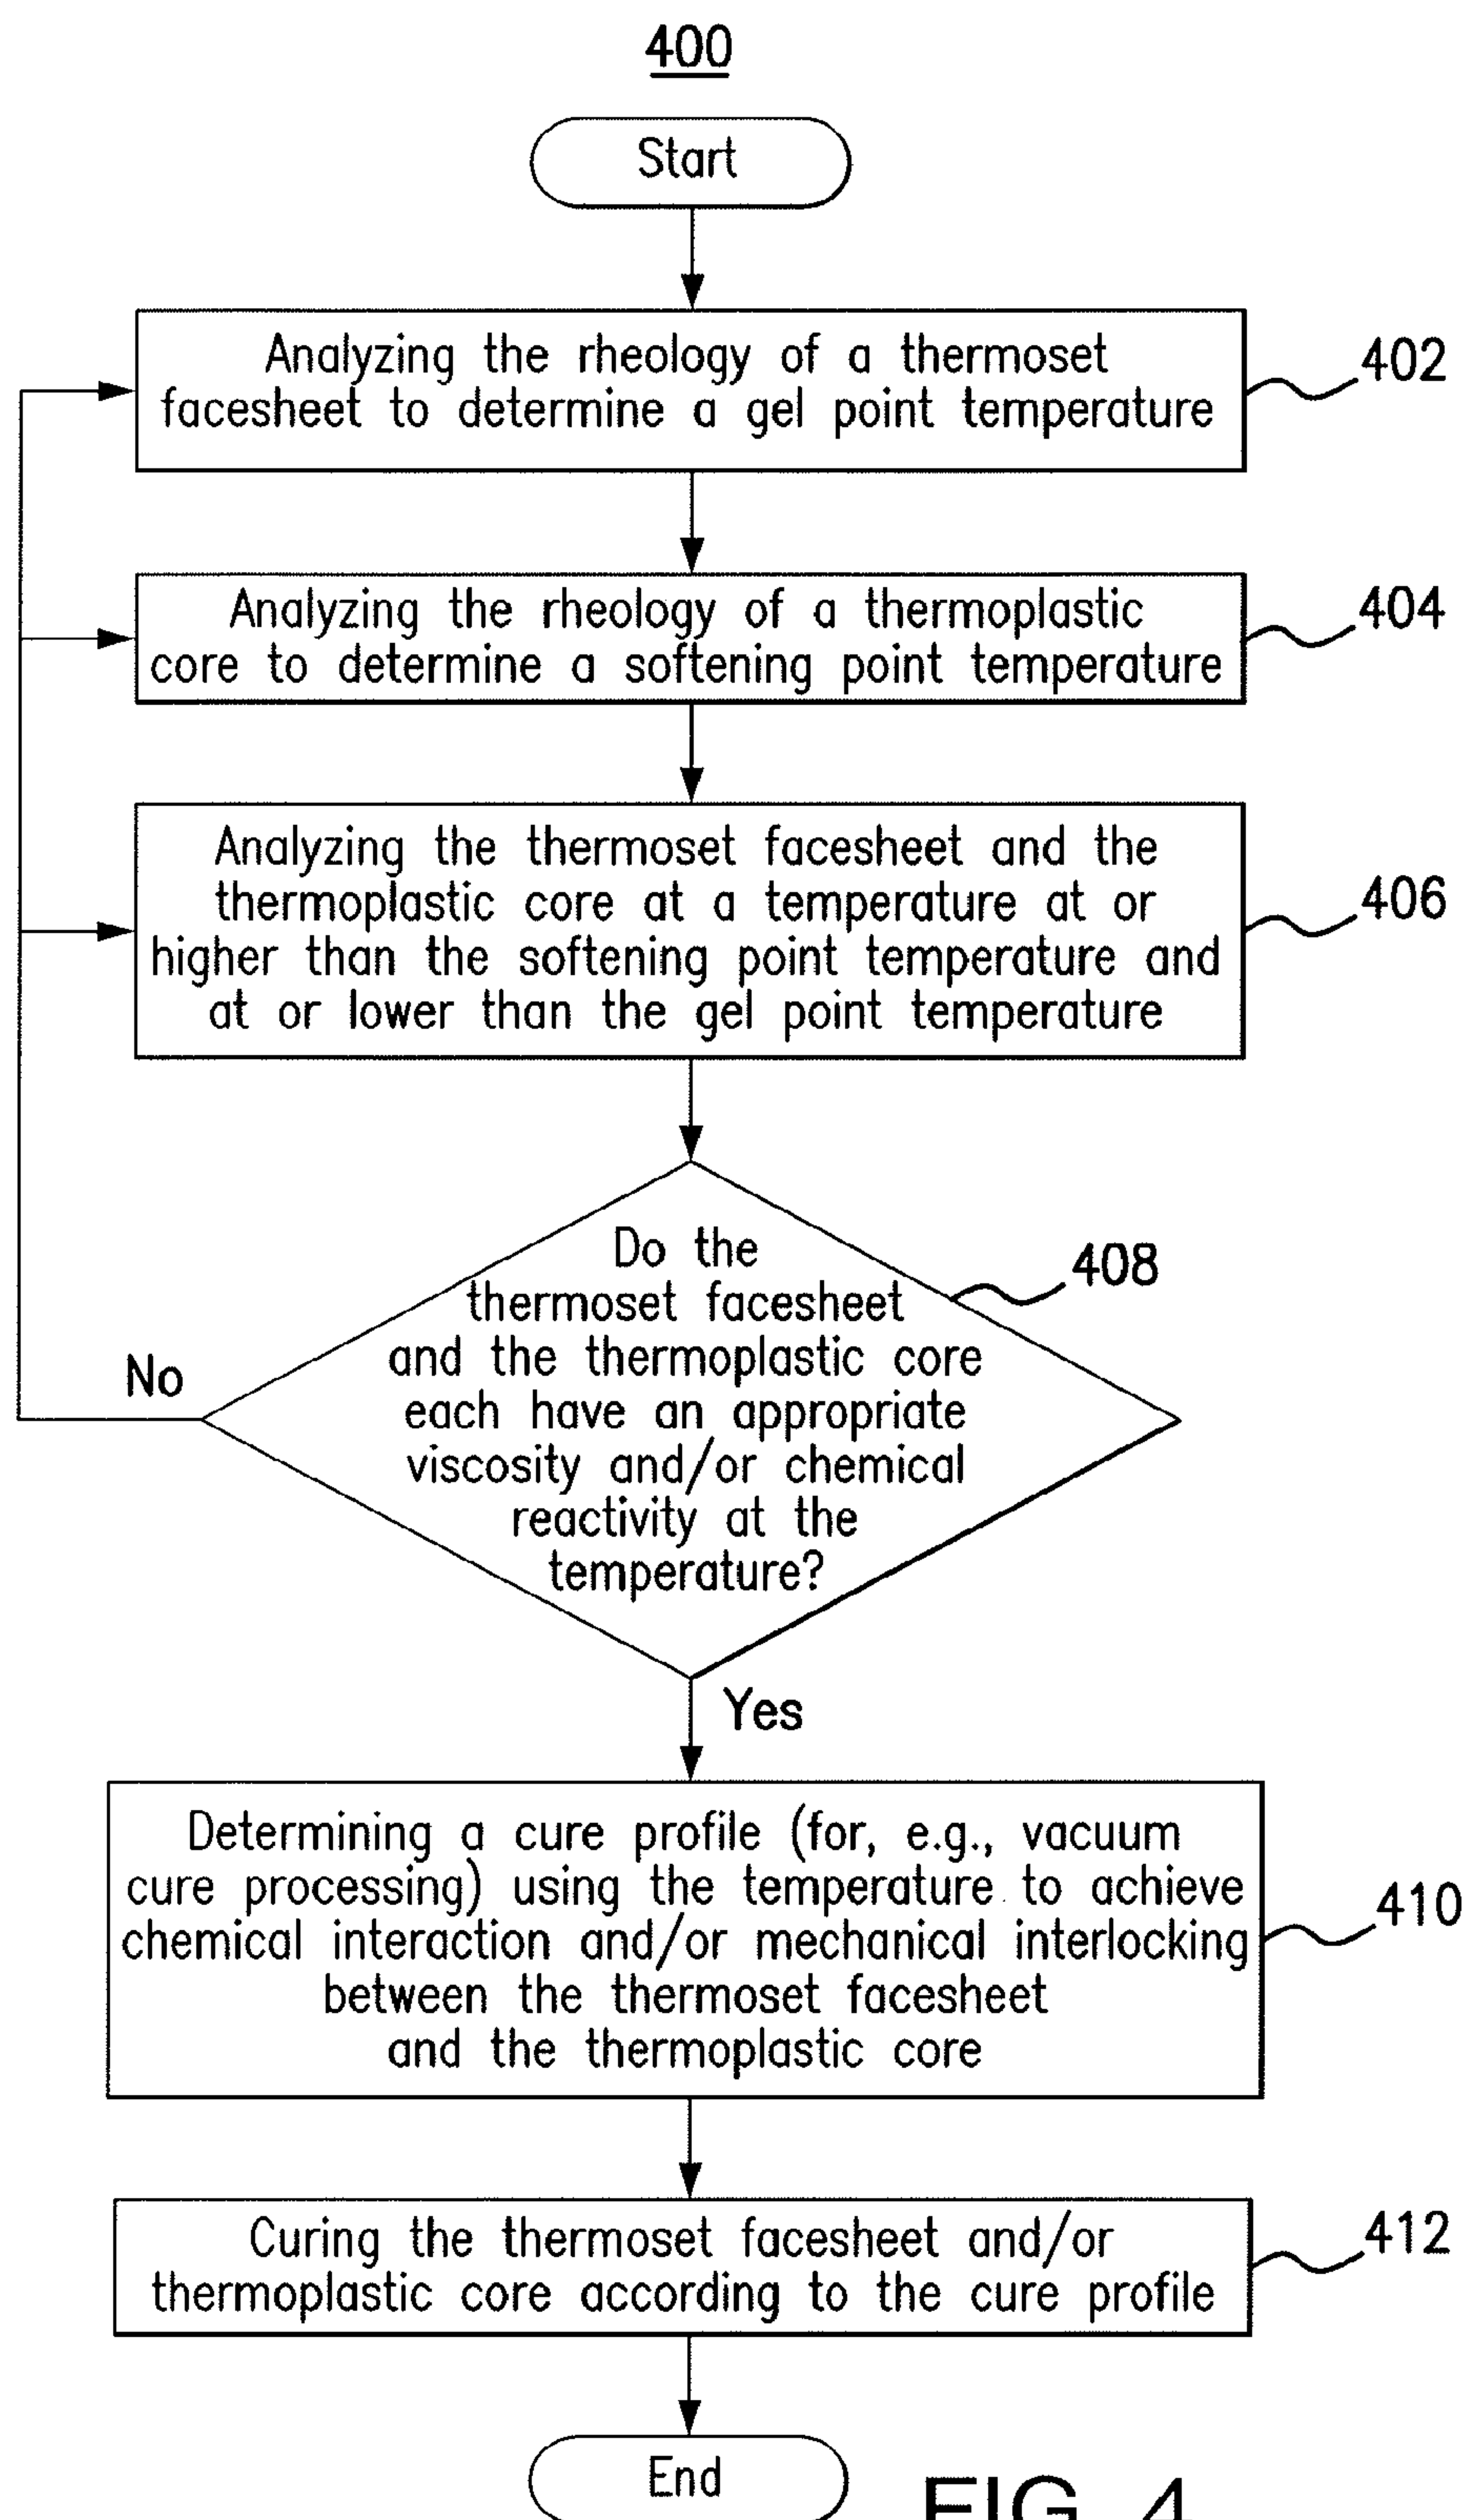 400
Start
Analyzing the rheology of a thermoset
facesheet to determine a gel point temperature
402
Analyzing the rheology of a thermoplastic
core to determine a softening point temperature
404
Analyzing the thermoset facesheet and the
thermoplastic core at a temperature at or
higher than the softening point temperature and
at or lower than the gel point temperature
406
Do the
thermoset facesheet
and the thermoplastic core
each have an appropriate
viscosity and/or chemical
reactivity at the
temperature?
408
No
Yes
Determining a cure profile (for, e.g., vacuum
cure processing) using the temperature to achieve
chemical interaction and/or mechanical interlocking
between the thermoset facesheet
and the thermoplastic core
410
Curing the thermoset facesheet and/or
thermoplastic core according to the cure profile
412
End
FIG. 4